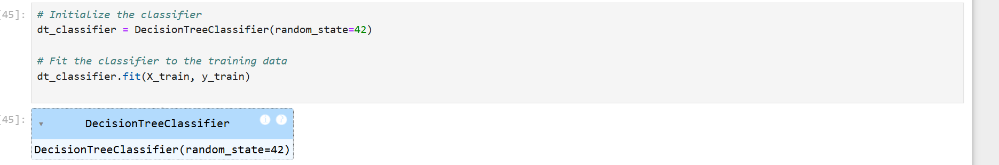 [45]: # Initialize the classifier
dt_classifier = DecisionTreeClassifier(random_state=42)
# Fit the classifier to the training data
dt_classifier.fit(X_train, y_train)
[45]: ▾ DecisionTreeClassifier i ?
DecisionTreeClassifier(random_state=42)